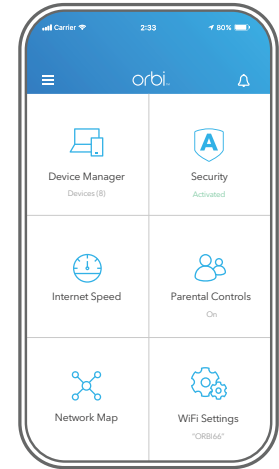 Carrier 2:33 80%
orbi
Device Manager Security
Devices (8) Activated
A
Internet Speed Parental Controls
On
Network Map WiFi Settings
"ORBI66"